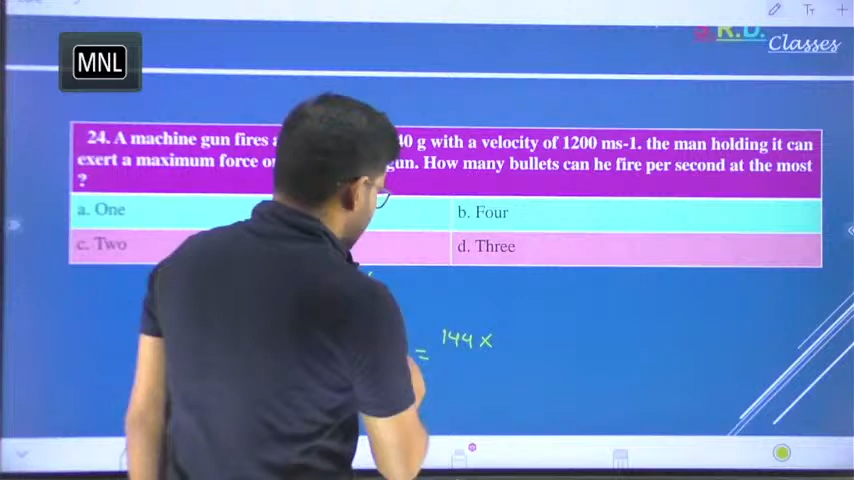 S.R.D.
Classes
MNL
24. A machine gun fires 40 g with a velocity of 1200 ms-1. the man holding it can
exert a maximum force gun. How many bullets can he fire per second at the most
?
a. One
b. Four
c. Two
d. Three
= 144 x